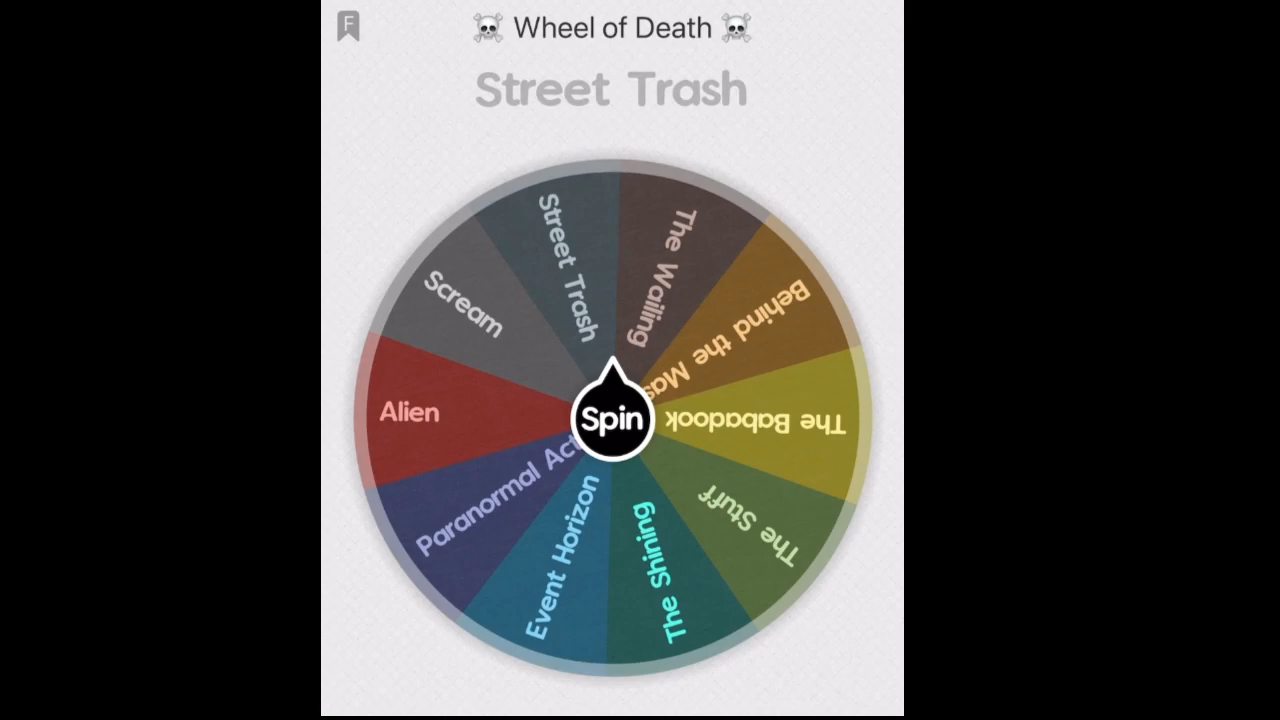 F
☠️ Wheel of Death ☠️
Street Trash
Street Trash
The Wailing
Behind the Mas
The Babadook
The Stuff
The Shining
Event Horizon
Paranormal Act
Alien
Scream
Spin